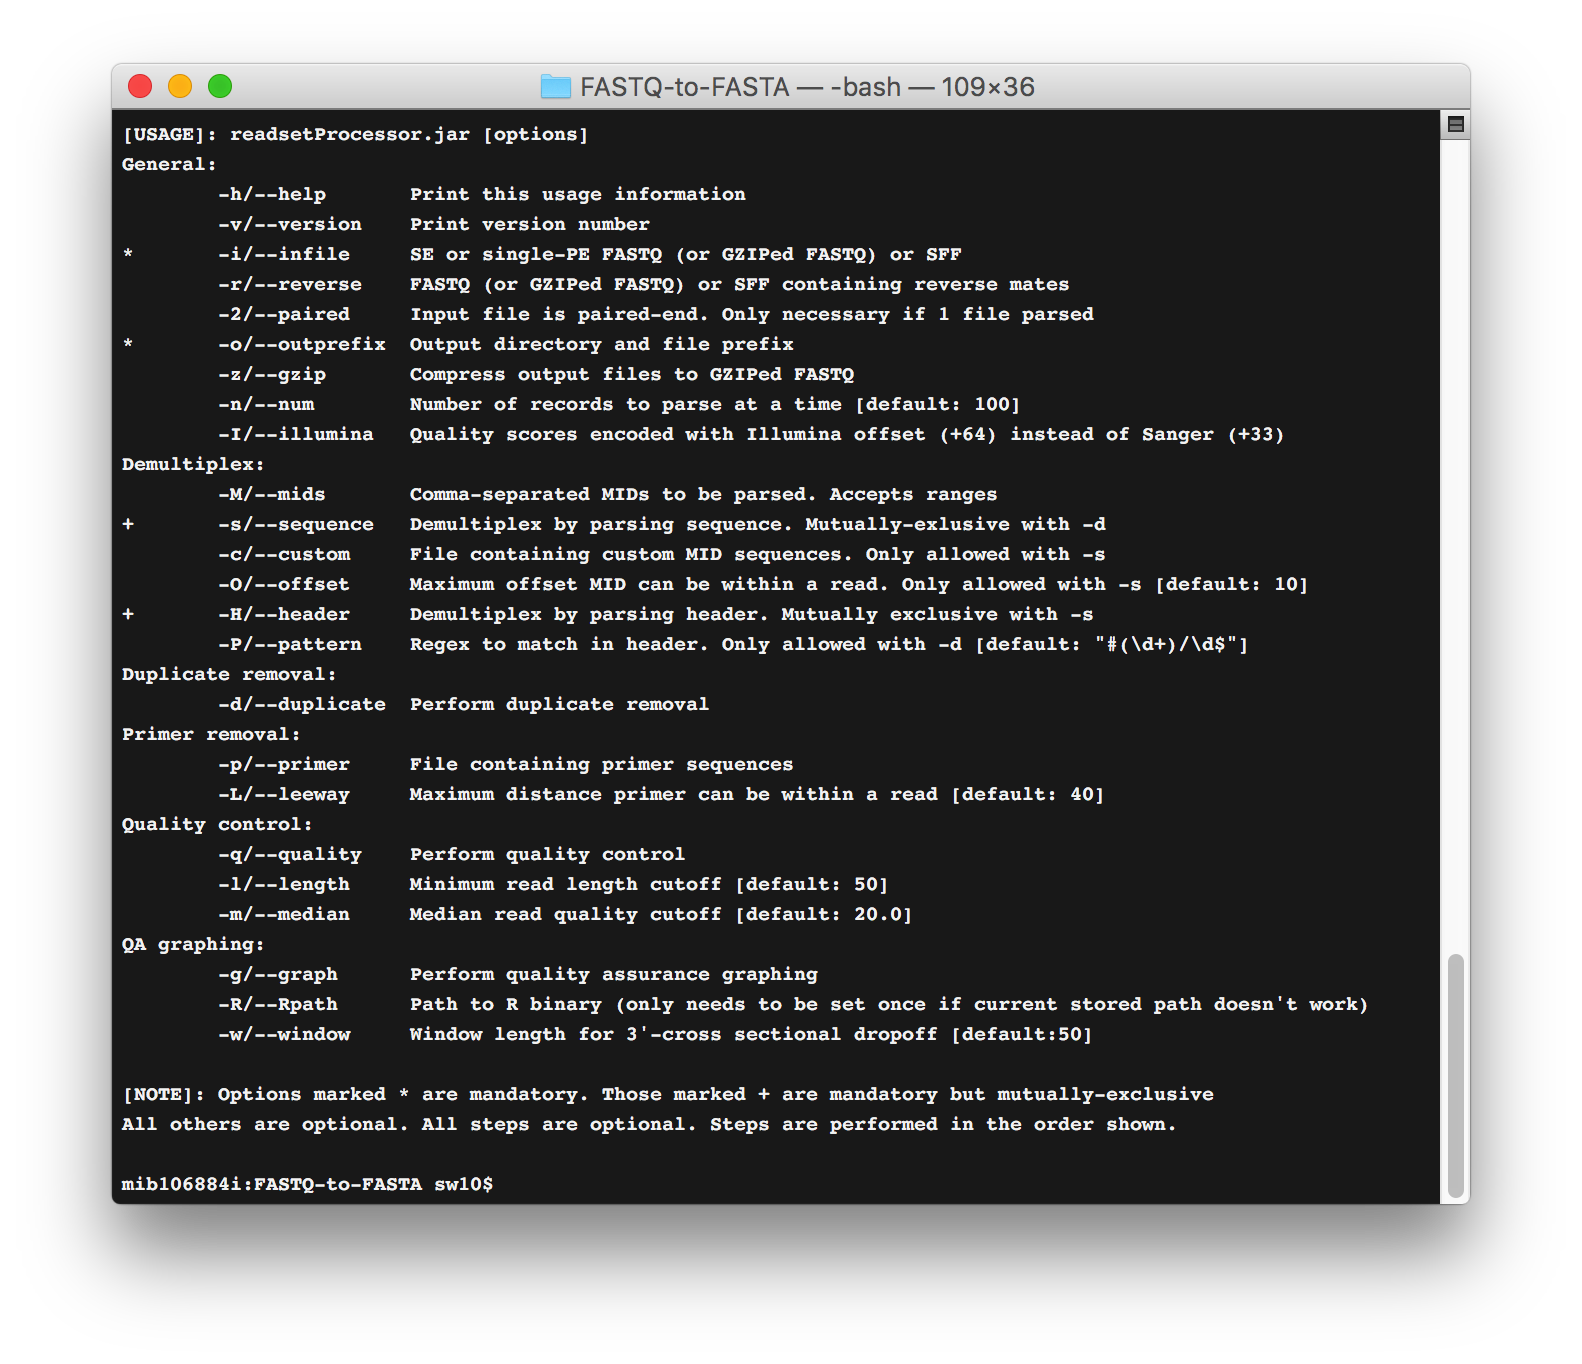 FASTQ-to-FASTA — -bash — 109×36
[USAGE]: readsetProcessor.jar [options]
General:
-h/--help Print this usage information
-v/--version Print version number
* -i/--infile SE or single-PE FASTQ (or GZIPed FASTQ) or SFF
-r/--reverse FASTQ (or GZIPed FASTQ) or SFF containing reverse mates
-2/--paired Input file is paired-end. Only necessary if 1 file parsed
* -o/--outprefix Output directory and file prefix
-z/--gzip Compress output files to GZIPed FASTQ
-n/--num Number of records to parse at a time [default: 100]
-I/--illumina Quality scores encoded with Illumina offset (+64) instead of Sanger (+33)
Demultiplex:
-M/--mids Comma-separated MIDs to be parsed. Accepts ranges
+ -s/--sequence Demultiplex by parsing sequence. Mutually-exlusive with -d
-c/--custom File containing custom MID sequences. Only allowed with -s
-O/--offset Maximum offset MID can be within a read. Only allowed with -s [default: 10]
+ -H/--header Demultiplex by parsing header. Mutually exclusive with -s
-P/--pattern Regex to match in header. Only allowed with -d [default: "#(\d+)/\d$"]
Duplicate removal:
-d/--duplicate Perform duplicate removal
Primer removal:
-p/--primer File containing primer sequences
-L/--leeway Maximum distance primer can be within a read [default: 40]
Quality control:
-q/--quality Perform quality control
-l/--length Minimum read length cutoff [default: 50]
-m/--median Median read quality cutoff [default: 20.0]
QA graphing:
-g/--graph Perform quality assurance graphing
-R/--Rpath Path to R binary (only needs to be set once if current stored path doesn't work)
-w/--window Window length for 3'-cross sectional dropoff [default:50]
[NOTE]: Options marked * are mandatory. Those marked + are mandatory but mutually-exclusive
All others are optional. All steps are optional. Steps are performed in the order shown.
mib106884i:FASTQ-to-FASTA sw10$